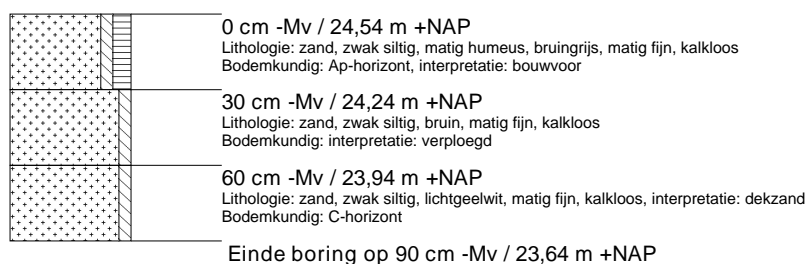 0 cm -Mv / 24,54 m +NAP
Lithologie: zand, zwak siltig, matig humeus, bruingrijs, matig fijn, kalkloos
Bodemkundig: Ap-horizont, interpretatie: bouwvoor
30 cm -Mv / 24,24 m +NAP
Lithologie: zand, zwak siltig, bruin, matig fijn, kalkloos
Bodemkundig: interpretatie: verploegd
60 cm -Mv / 23,94 m +NAP
Lithologie: zand, zwak siltig, lichtgeelwit, matig fijn, kalkloos, interpretatie: dekzand
Bodemkundig: C-horizont
Einde boring op 90 cm -Mv / 23,64 m +NAP